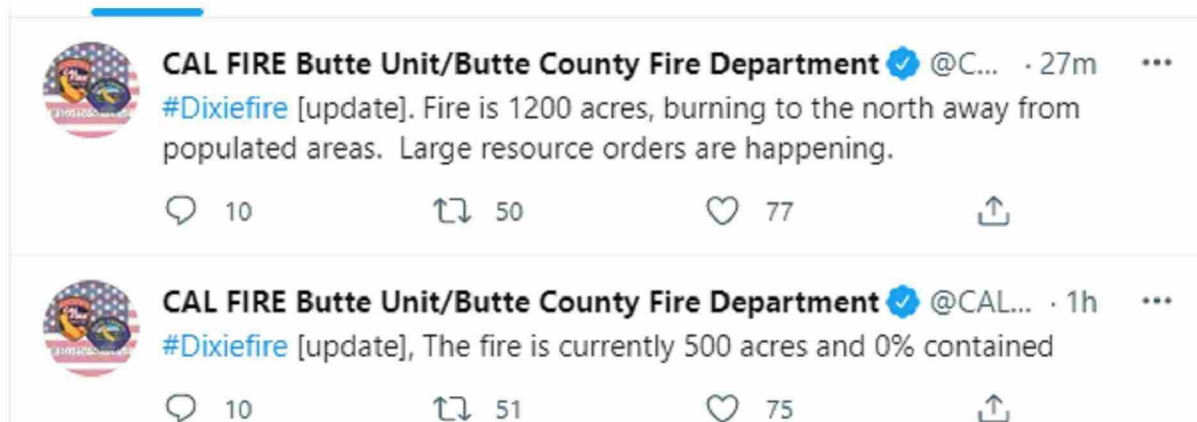 CAL FIRE Butte Unit/Butte County Fire Department @C... · 27m
#Dixiefire [update]. Fire is 1200 acres, burning to the north away from
populated areas. Large resource orders are happening.
10 50 77
CAL FIRE Butte Unit/Butte County Fire Department @CAL... · 1h
#Dixiefire [update], The fire is currently 500 acres and 0% contained
10 51 75